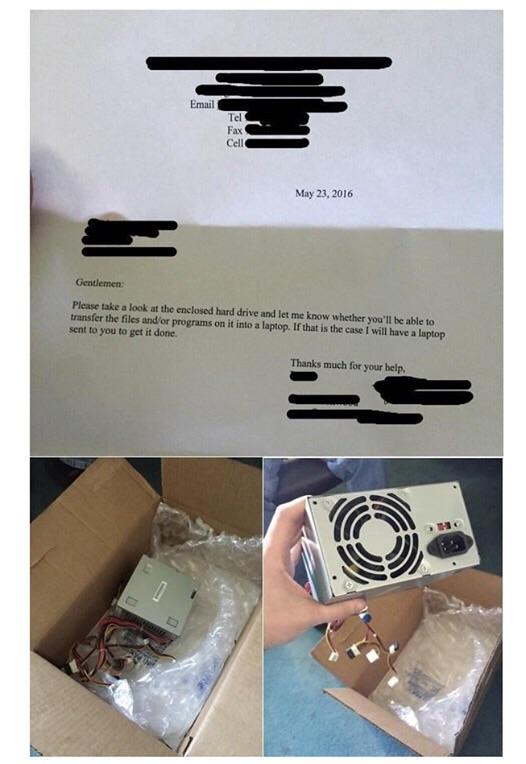 Email
Tel
Fax
Cell
May 23, 2016
Gentlemen:
Please take a look at the enclosed hard drive and let me know whether you'll be able to
transfer the files and/or programs on it into a laptop. If that is the case I will have a laptop
sent to you to get it done.
Thanks much for your help,